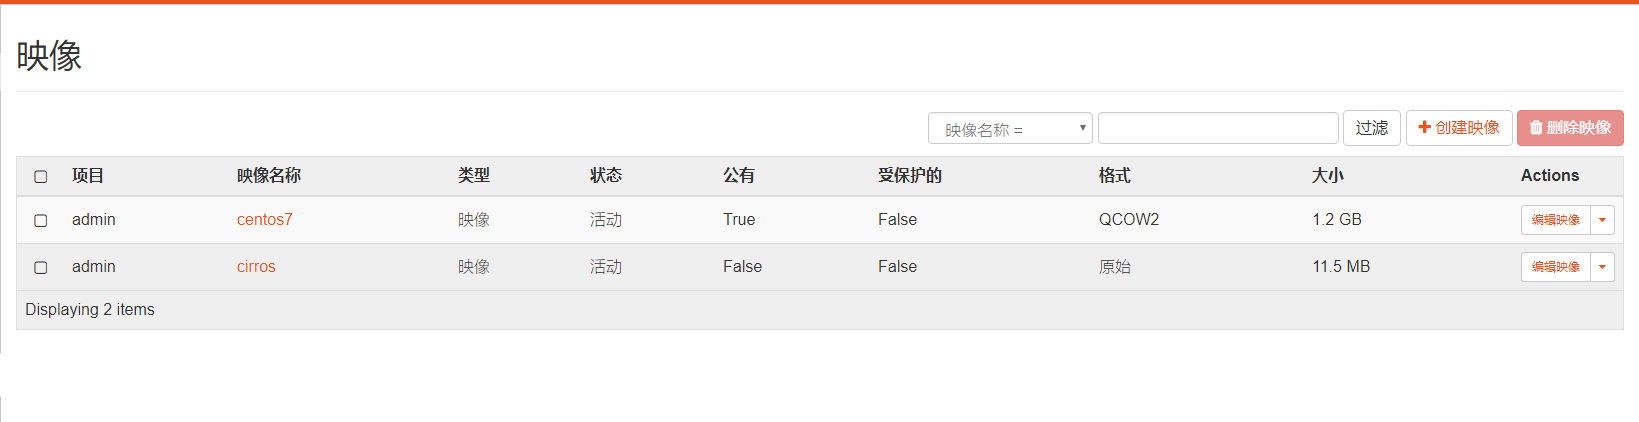 映像
映像名称 = 过滤 创建映像 删除映像
项目 映像名称 类型 状态 公有 受保护的 格式 大小 Actions
admin centos7 映像 活动 True False QCOW2 1.2 GB 编辑映像
admin cirros 映像 活动 False False 原始 11.5 MB 编辑映像
Displaying 2 items